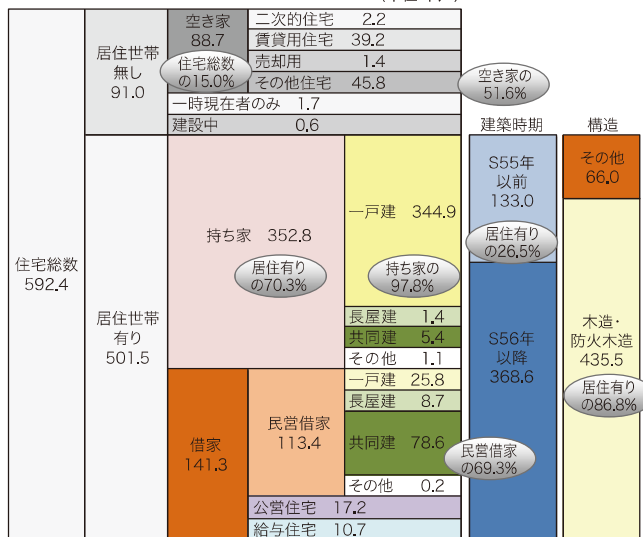 住宅総数
592.4
居住世帯
無し
91.0
空き家
88.7
住宅総数
の15.0%
二次的住宅 2.2
賃貸用住宅 39.2
売却用 1.4
その他住宅 45.8
空き家の
51.6%
一時現在者のみ 1.7
建設中 0.6
居住世帯
有り
501.5
持ち家 352.8
居住有り
の70.3%
一戸建 344.9
持ち家の
97.8%
長屋建 1.4
共同建 5.4
その他 1.1
借家
141.3
民営借家
113.4
一戸建 25.8
長屋建 8.7
共同建 78.6
民営借家
の69.3%
その他 0.2
公営住宅 17.2
給与住宅 10.7
建築時期
S55年
以前
133.0
居住有り
の26.5%
S56年
以降
368.6
構造
その他
66.0
木造・
防火木造
435.5
居住有り
の86.8%